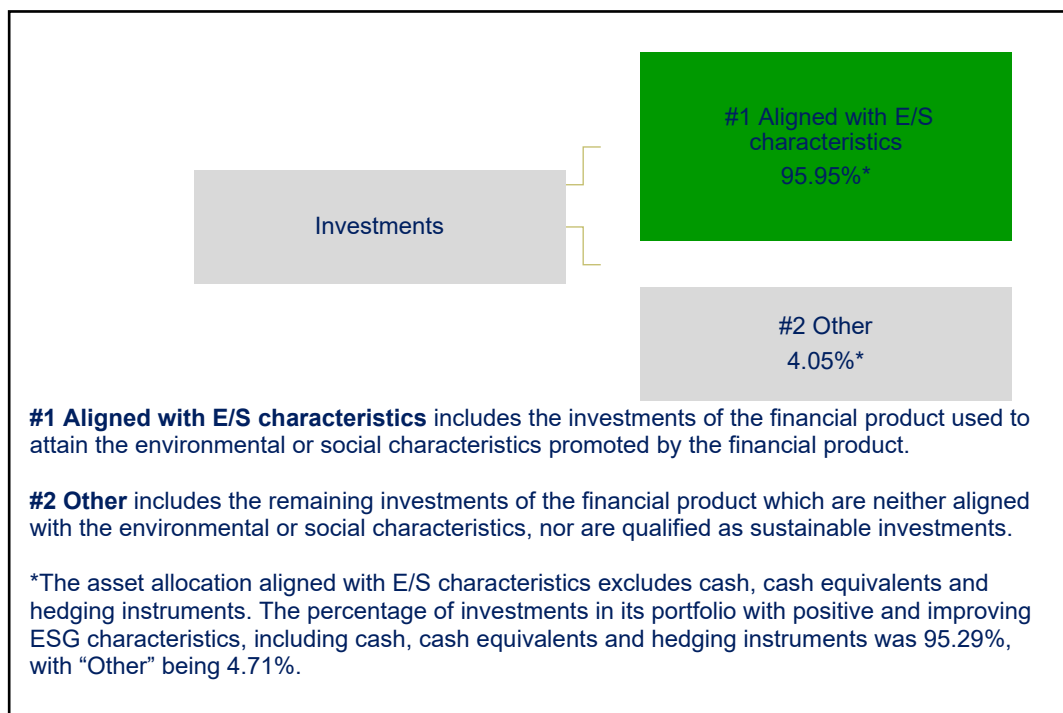 #1 Aligned with E/S
characteristics
95.95%*
Investments
#2 Other
4.05%*
#1 Aligned with E/S characteristics includes the investments of the financial product used to
attain the environmental or social characteristics promoted by the financial product.
#2 Other includes the remaining investments of the financial product which are neither aligned
with the environmental or social characteristics, nor are qualified as sustainable investments.
*The asset allocation aligned with E/S characteristics excludes cash, cash equivalents and
hedging instruments. The percentage of investments in its portfolio with positive and improving
ESG characteristics, including cash, cash equivalents and hedging instruments was 95.29%,
with “Other” being 4.71%.